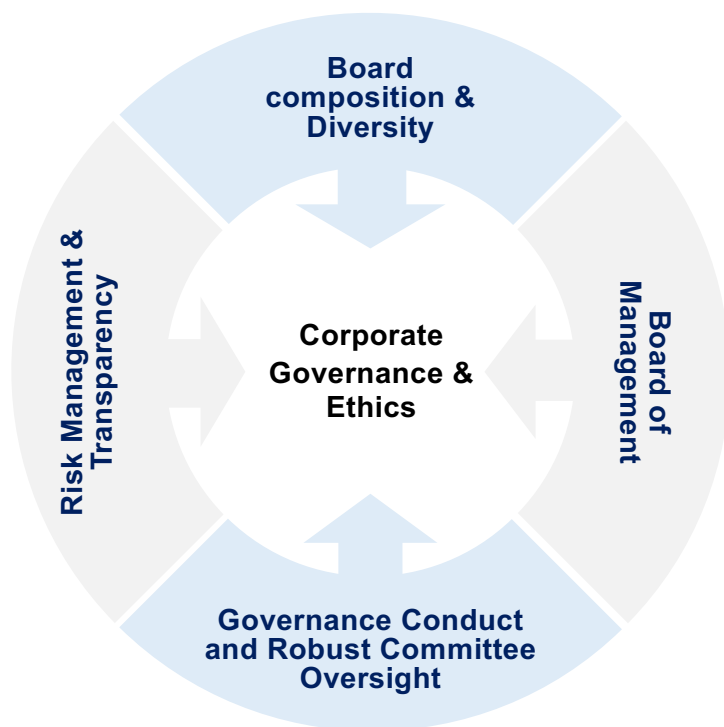 Board
composition &
Diversity
Risk Management &
Transparency
Corporate
Governance &
Ethics
Board of
Management
Governance Conduct
and Robust Committee
Oversight